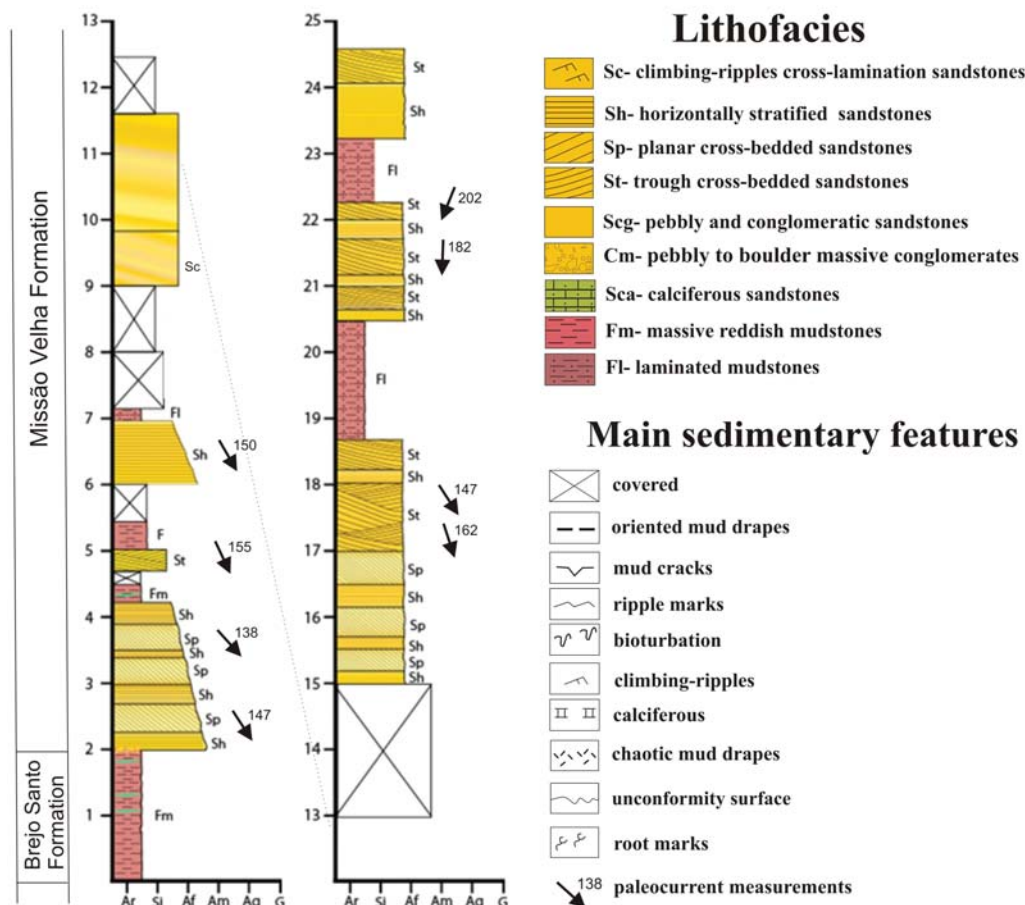 Missão Velha Formation
Brejo Santo
Formation
13
12
11
10
9
8
7
6
5
4
3
2
1
Sc
Fl
Sh
150
F
155
St
Fm
Sh
Sp
138
Sh
Sp
Sh
Sp
147
Sh
Fm
Ar Si Af Am Ag G
25
24
23
22
21
20
19
18
17
16
15
14
13
St
Sh
Fl
St
202
Sh
St
182
Sh
St
Sh
Fl
St
Sh
147
St
162
Sp
Sh
Sp
Sh
Sp
Sh
Ar Si Af Am Ag G
Lithofacies
Sc- climbing-ripples cross-lamination sandstones
Sh- horizontally stratified sandstones
Sp- planar cross-bedded sandstones
St- trough cross-bedded sandstones
Scg- pebbly and conglomeratic sandstones
Cm- pebbly to boulder massive conglomerates
Sca- calciferous sandstones
Fm- massive reddish mudstones
Fl- laminated mudstones
Main sedimentary features
covered
oriented mud drapes
mud cracks
ripple marks
bioturbation
climbing-ripples
calciferous
chaotic mud drapes
unconformity surface
root marks
138 paleocurrent measurements